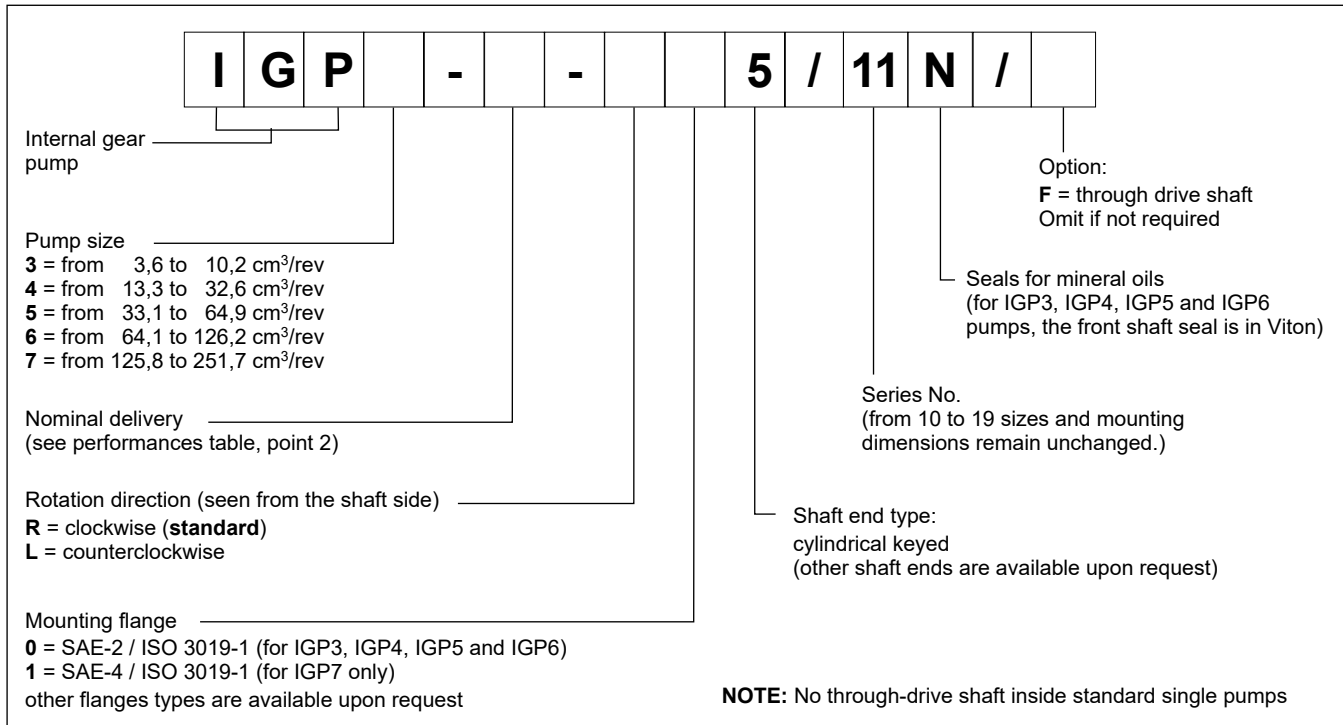 I G P - - 5 / 11 N /
Internal gear
pump
Option:
F = through drive shaft
Omit if not required
Pump size
3 = from 3,6 to 10,2 cm³/rev
4 = from 13,3 to 32,6 cm³/rev
5 = from 33,1 to 64,9 cm³/rev
6 = from 64,1 to 126,2 cm³/rev
7 = from 125,8 to 251,7 cm³/rev
Seals for mineral oils
(for IGP3, IGP4, IGP5 and IGP6
pumps, the front shaft seal is in Viton)
Nominal delivery
(see performances table, point 2)
Series No.
(from 10 to 19 sizes and mounting
dimensions remain unchanged.)
Rotation direction (seen from the shaft side)
R = clockwise (standard)
L = counterclockwise
Shaft end type:
cylindrical keyed
(other shaft ends are available upon request)
Mounting flange
0 = SAE-2 / ISO 3019-1 (for IGP3, IGP4, IGP5 and IGP6)
1 = SAE-4 / ISO 3019-1 (for IGP7 only)
other flanges types are available upon request
NOTE: No through-drive shaft inside standard single pumps